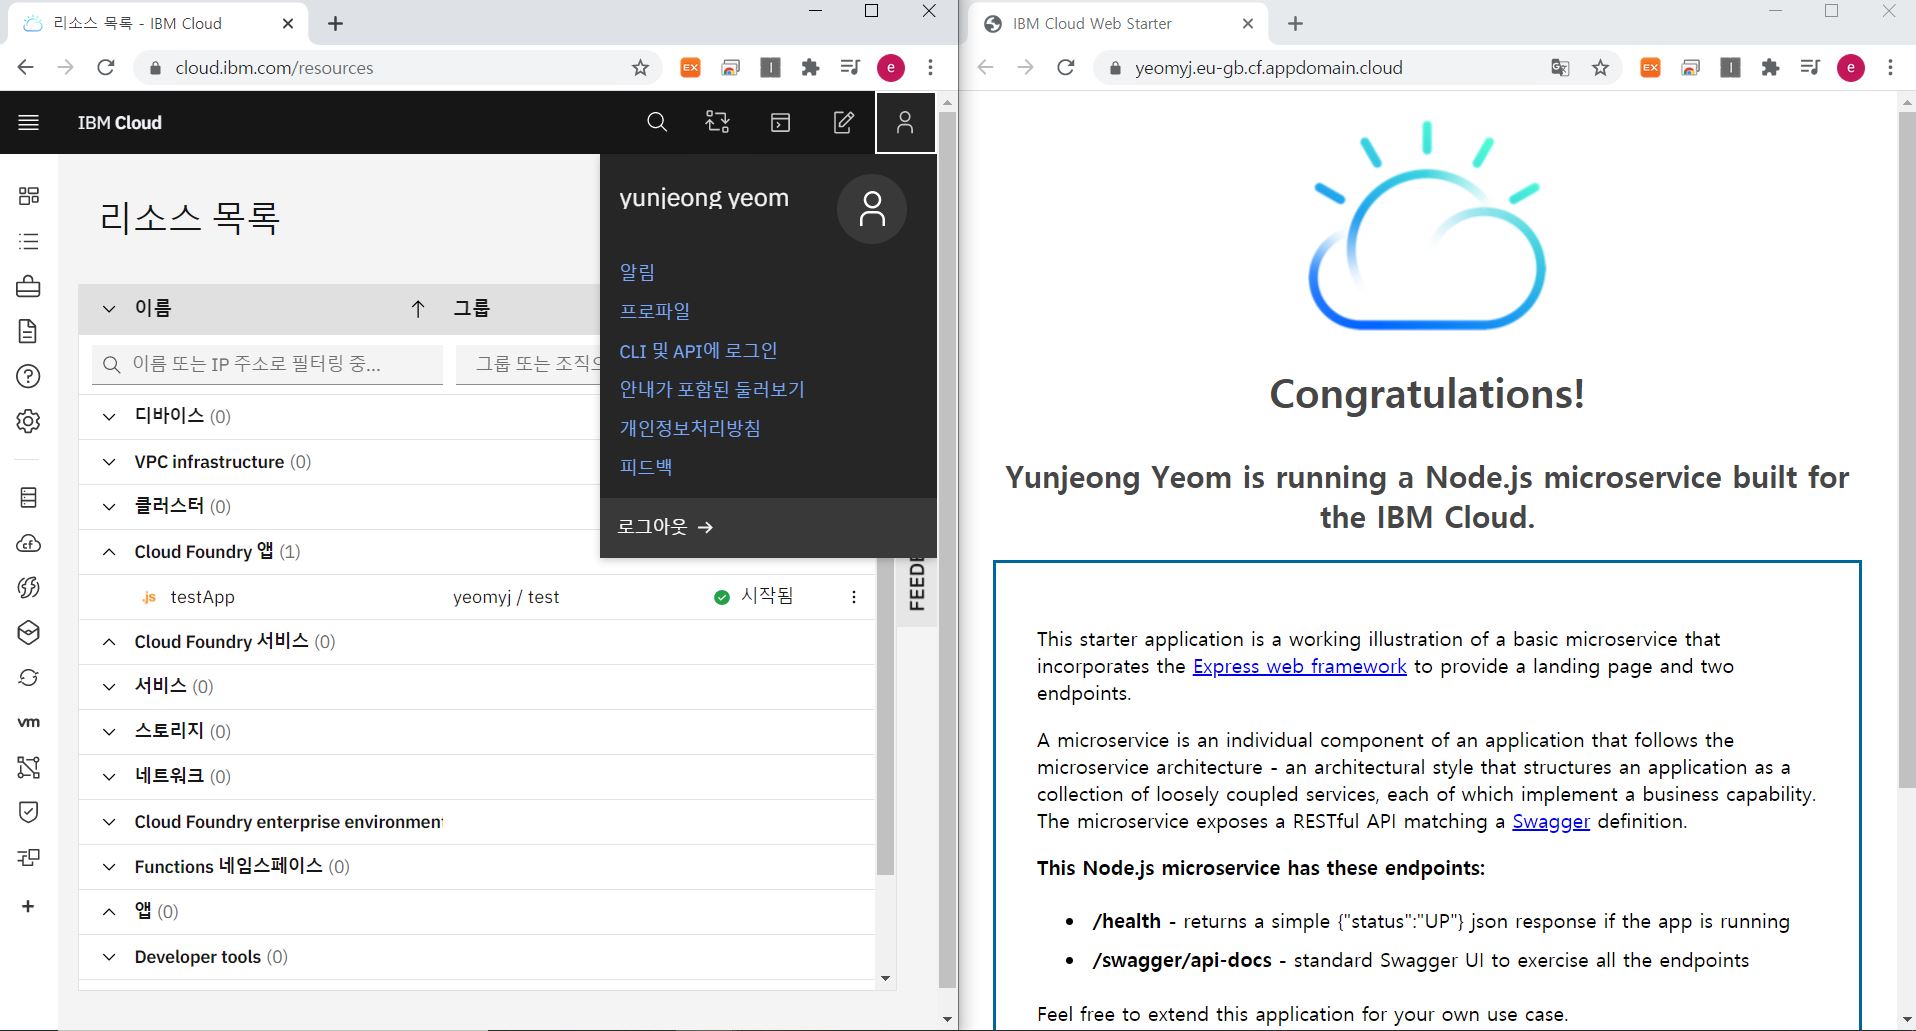 리소스 목록 - IBM Cloud
cloud.ibm.com/resources
EX
e
IBM Cloud
리소스 목록
이름
그룹
이름 또는 IP 주소로 필터링 중...
그룹 또는 조직으
디바이스 (0)
VPC infrastructure (0)
클러스터 (0)
Cloud Foundry 앱 (1)
.js testApp yeomyj / test 시작됨
Cloud Foundry 서비스 (0)
서비스 (0)
스토리지 (0)
네트워크 (0)
Cloud Foundry enterprise environment
Functions 네임스페이스 (0)
앱 (0)
Developer tools (0)
cf
vm
yunjeong yeom
알림
프로파일
CLI 및 API에 로그인
안내가 포함된 둘러보기
개인정보처리방침
피드백
로그아웃
FEED
IBM Cloud Web Starter
yeomyj.eu-gb.cf.appdomain.cloud
EX
e
Congratulations!
Yunjeong Yeom is running a Node.js microservice built for
the IBM Cloud.
This starter application is a working illustration of a basic microservice that
incorporates the Express web framework to provide a landing page and two
endpoints.
A microservice is an individual component of an application that follows the
microservice architecture - an architectural style that structures an application as a
collection of loosely coupled services, each of which implement a business capability.
The microservice exposes a RESTful API matching a Swagger definition.
This Node.js microservice has these endpoints:
• /health - returns a simple {"status":"UP"} json response if the app is running
• /swagger/api-docs - standard Swagger UI to exercise all the endpoints
Feel free to extend this application for your own use case.